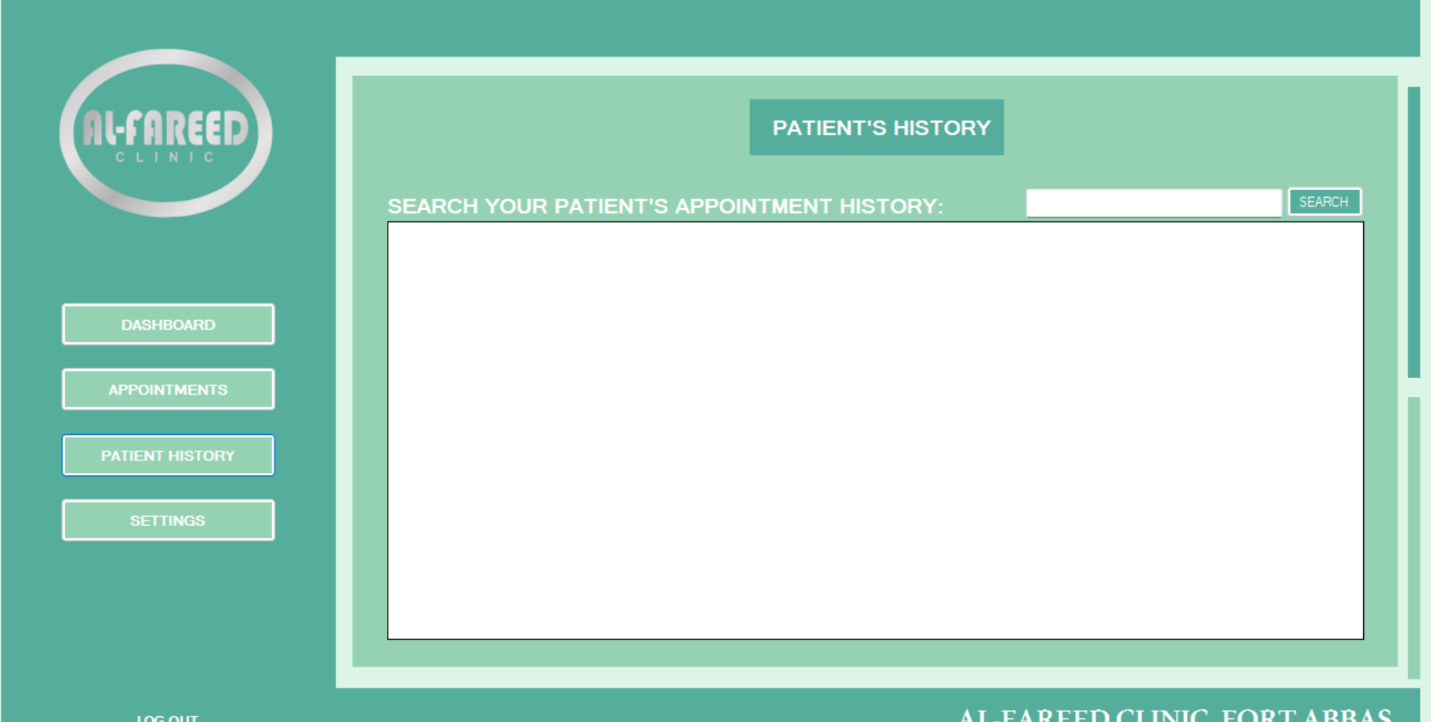 AL-FAREED
CLINIC
PATIENT'S HISTORY
SEARCH YOUR PATIENT'S APPOINTMENT HISTORY:
SEARCH
DASHBOARD
APPOINTMENTS
PATIENT HISTORY
SETTINGS
LOG OUT
AL-FAREED CLINIC, FORT ABBAS